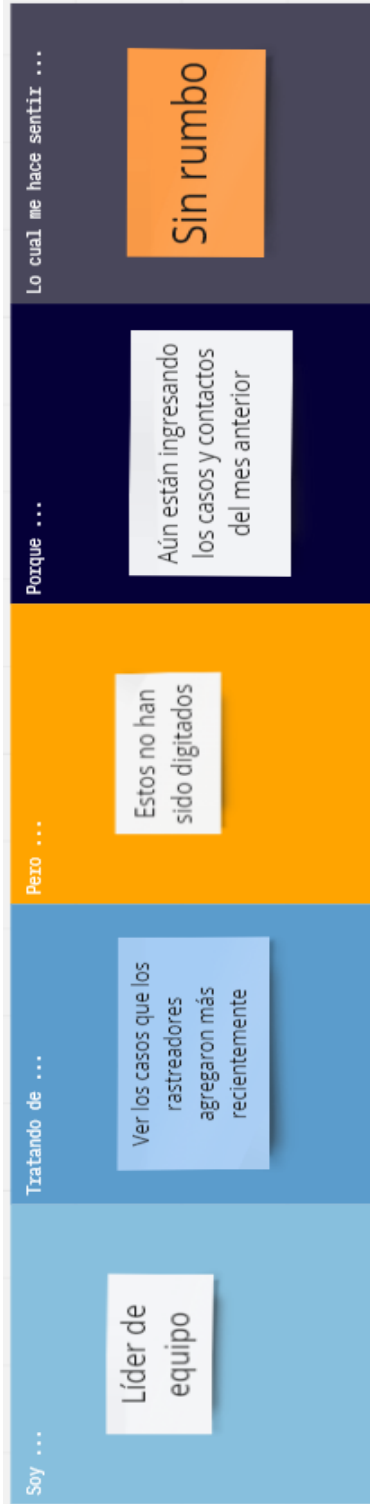 Soy ...
Líder de
equipo
Tratando de ...
Ver los casos que los
rastreadores
agregaron más
recientemente
Pero ...
Estos no han
sido digitados
Porque ...
Aún están ingresando
los casos y contactos
del mes anterior
Lo cual me hace sentir ...
Sin rumbo